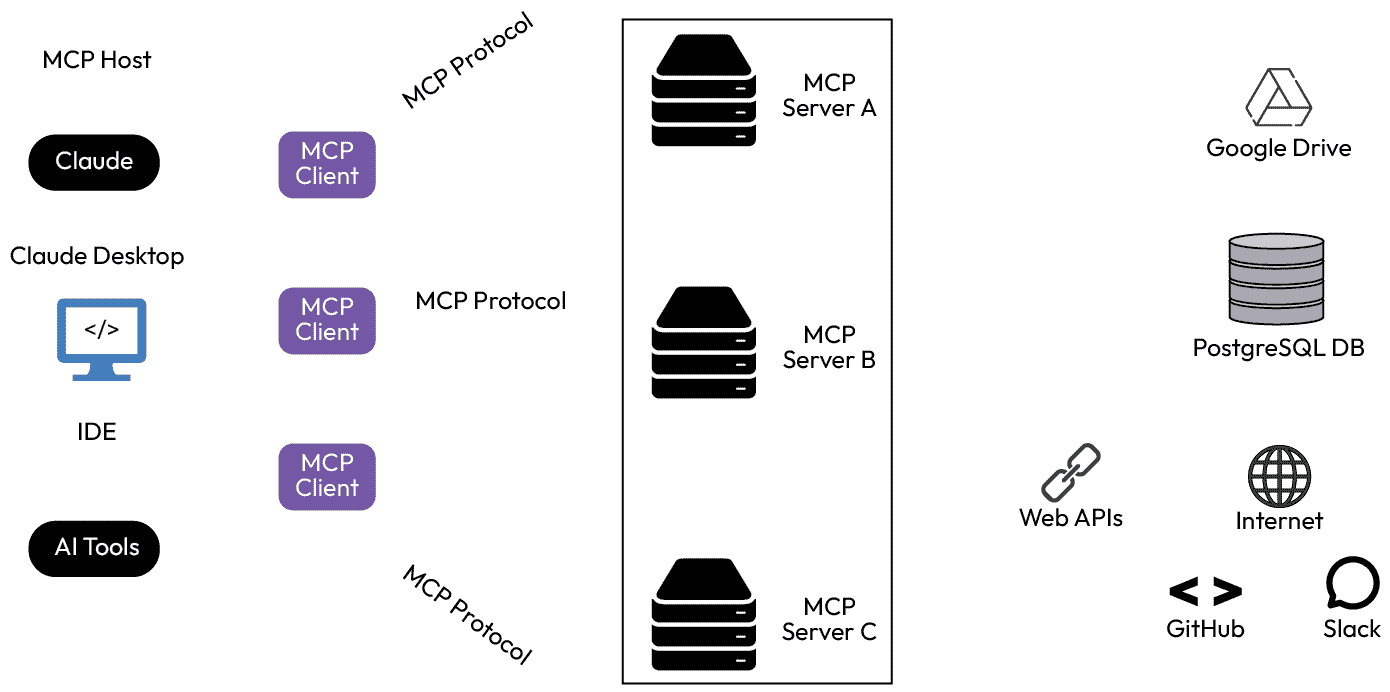 MCP Host
Claude
Claude Desktop
</>
IDE
AI Tools
MCP
Client
MCP
Client
MCP
Client
MCP Protocol
MCP Protocol
MCP Protocol
MCP
Server A
MCP
Server B
MCP
Server C
Google Drive
PostgreSQL DB
Web APIs
Internet
< >
GitHub
Slack